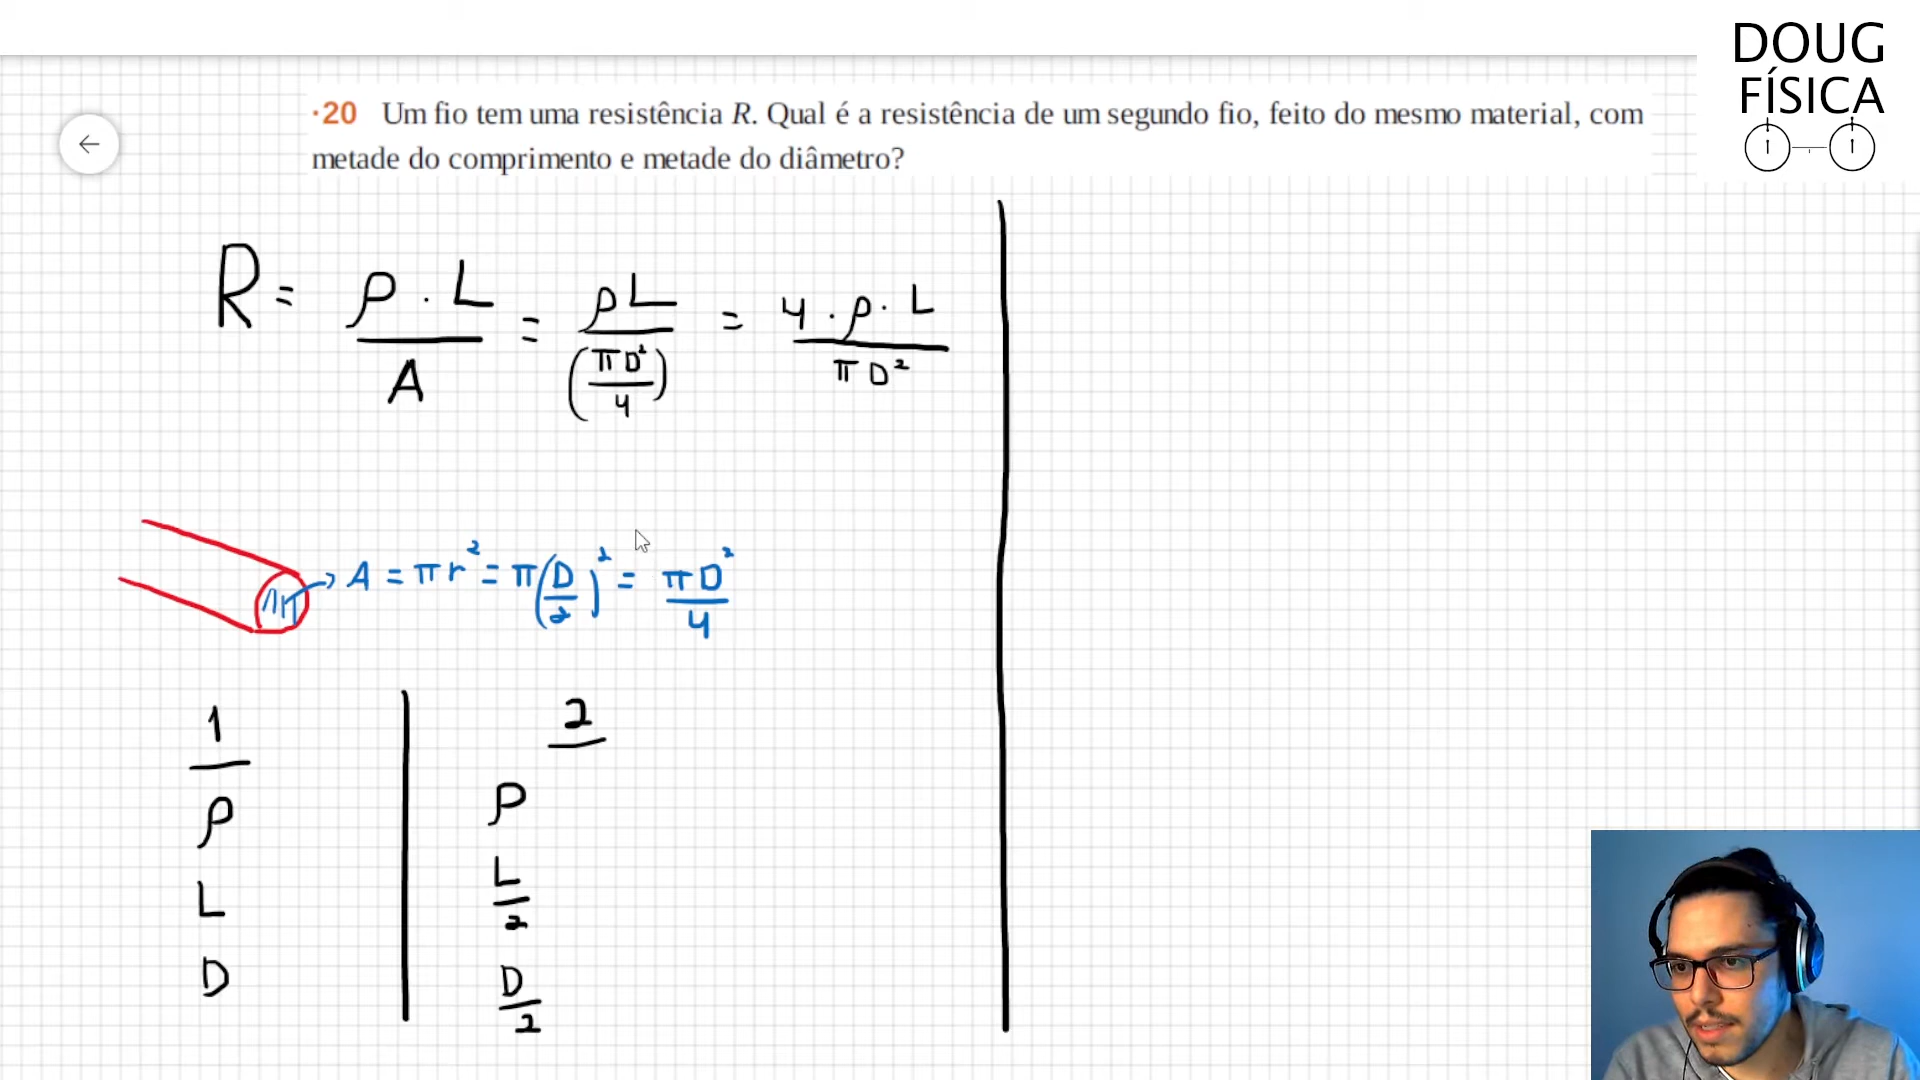 DOUG
FÍSICA
·20 Um fio tem uma resistência R. Qual é a resistência de um segundo fio, feito do mesmo material, com
metade do comprimento e metade do diâmetro?
R = ρ . L / A = ρL / (πD²/4) = 4 . ρ . L / πD²
A = πr² = π(D/2)² = πD²/4
1 2
ρ ρ
L L/2
D D/2